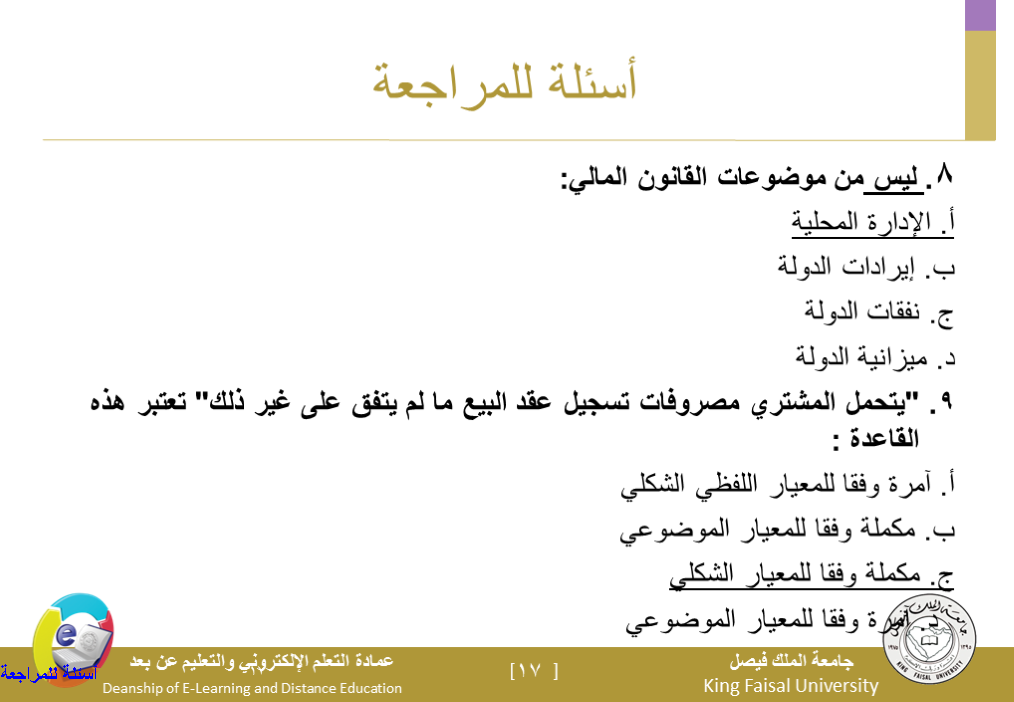 أسئلة للمراجعة
٨. ليس من موضوعات القانون المالي:
أ. الإدارة المحلية
ب. إيرادات الدولة
ج. نفقات الدولة
د. ميزانية الدولة
٩. "يتحمل المشتري مصروفات تسجيل عقد البيع ما لم يتفق على غير ذلك" تعتبر هذه
القاعدة :
أ. آمرة وفقا للمعيار اللفظي الشكلي
ب. مكملة وفقا للمعيار الموضوعي
ج. مكملة وفقا للمعيار الشكلي
د. آمرة وفقا للمعيار الموضوعي
جامعة الملك فيصل
King Faisal University
[١٧ ]
عمادة التعلم الإلكتروني والتعليم عن بعد
Deanship of E-Learning and Distance Education
أسئلة للمراجعة
e
KING FAISAL UNIVERSITY